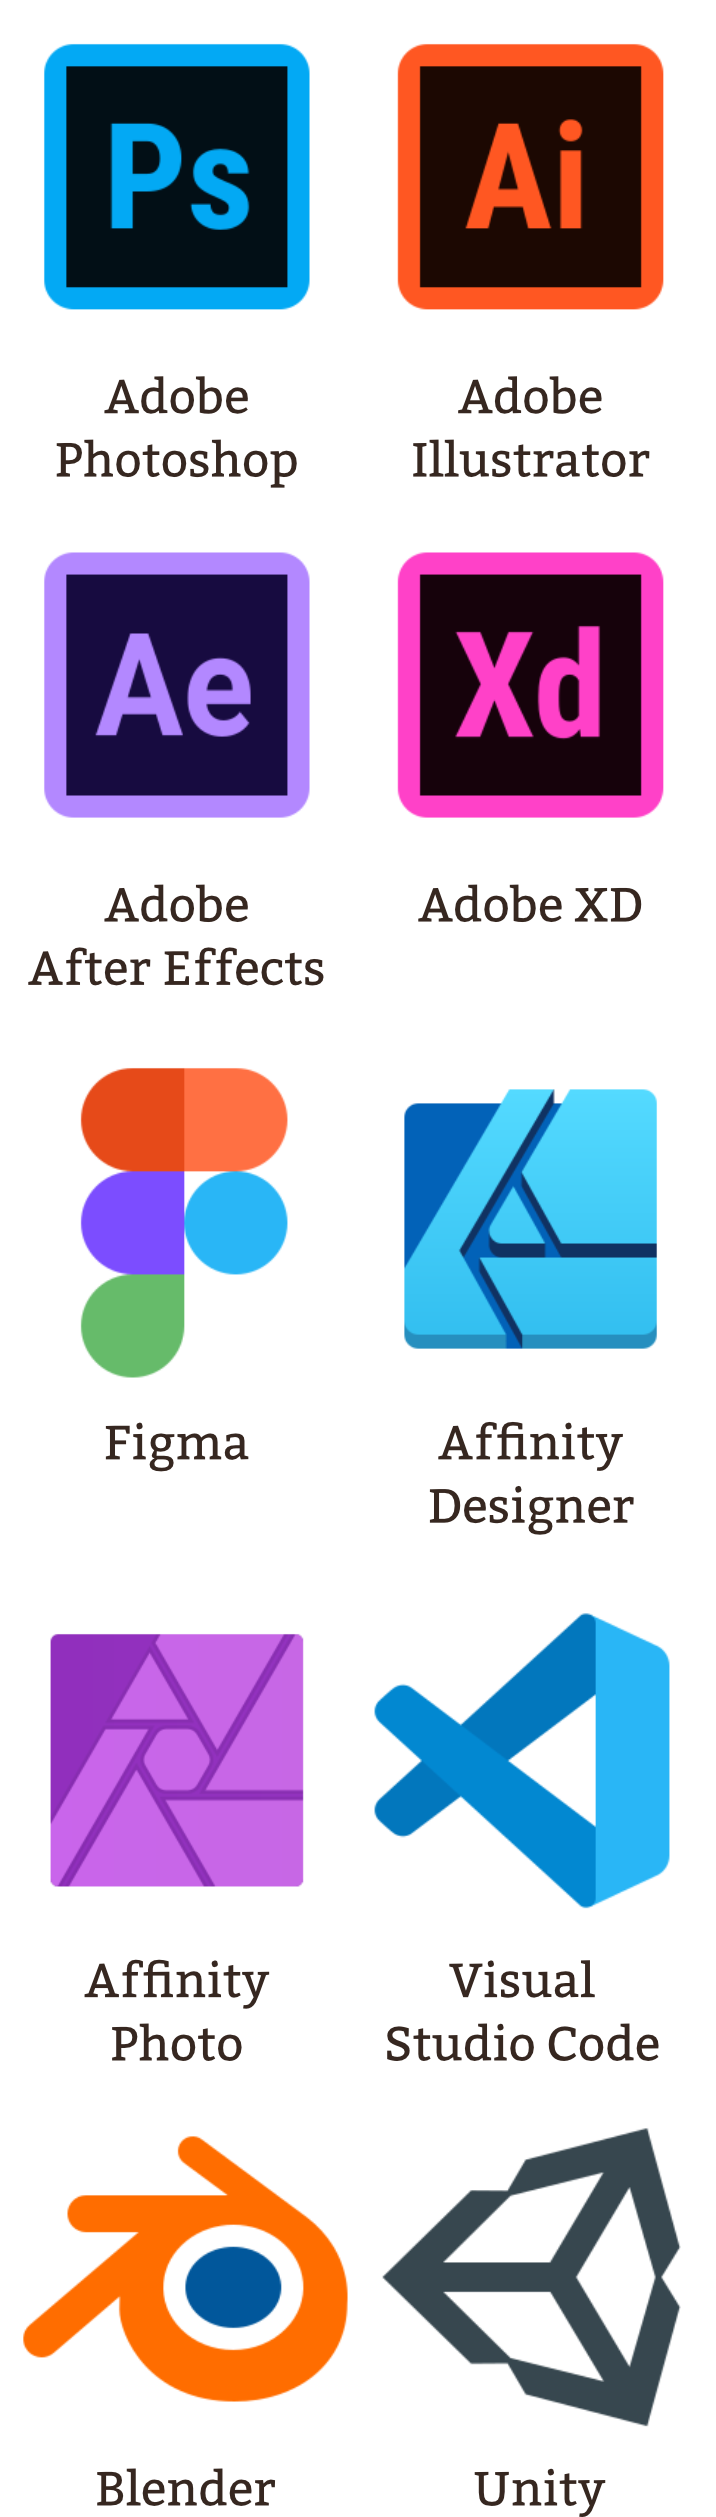 Ps
Ai
Adobe
Photoshop
Adobe
Illustrator
Ae
Xd
Adobe
After Effects
Adobe XD
Figma
Affinity
Designer
Affinity
Photo
Visual
Studio Code
Blender
Unity